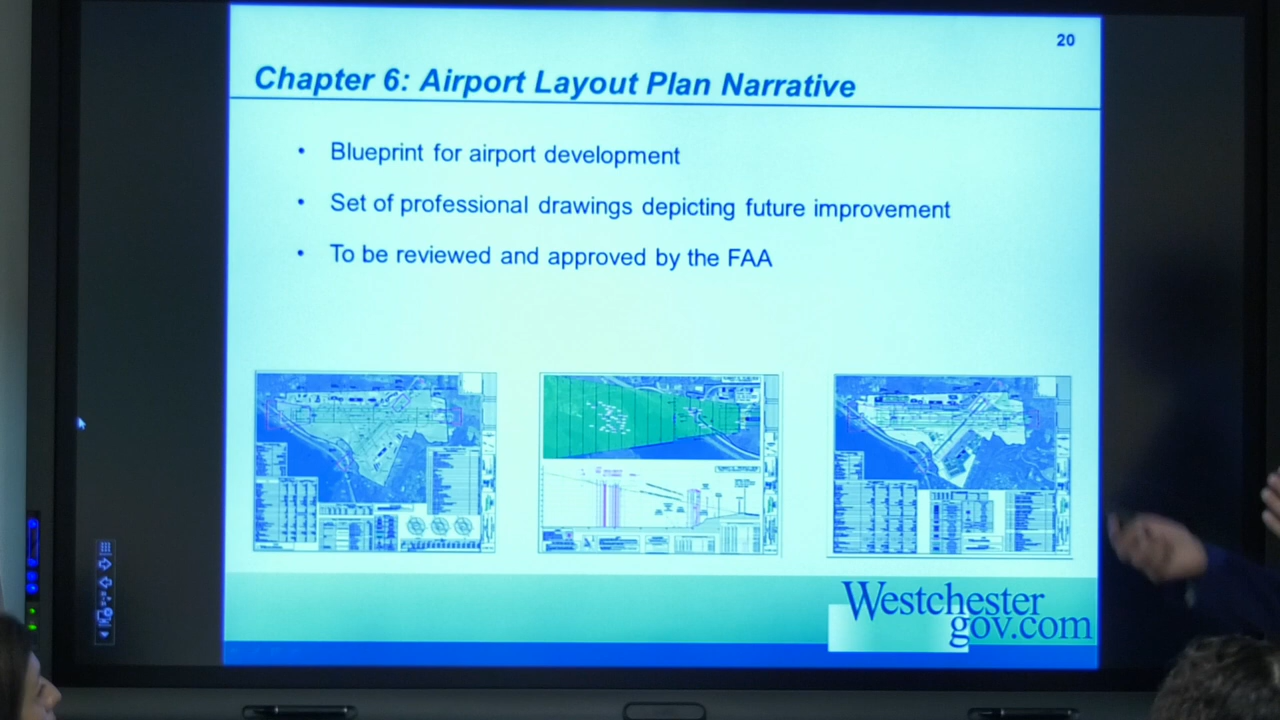 20
Chapter 6: Airport Layout Plan Narrative
• Blueprint for airport development
• Set of professional drawings depicting future improvement
• To be reviewed and approved by the FAA
Westchester
gov.com